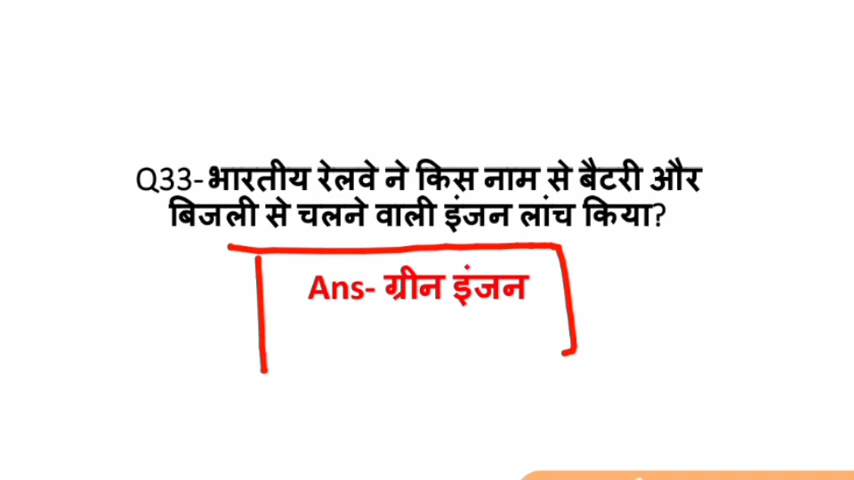 Q33-भारतीय रेलवे ने किस नाम से बैटरी और
बिजली से चलने वाली इंजन लांच किया?
Ans- ग्रीन इंजन